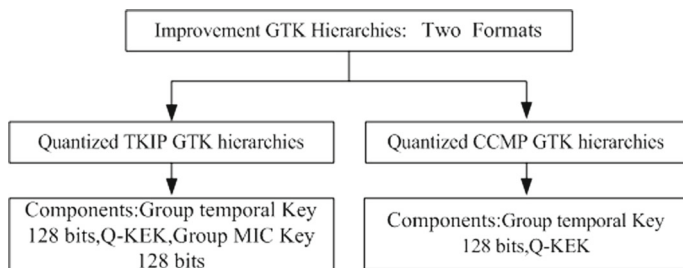 Improvement GTK Hierarchies: Two Formats
Quantized TKIP GTK hierarchies
Quantized CCMP GTK hierarchies
Components:Group temporal Key
128 bits,Q-KEK,Group MIC Key
128 bits
Components:Group temporal Key
128 bits,Q-KEK